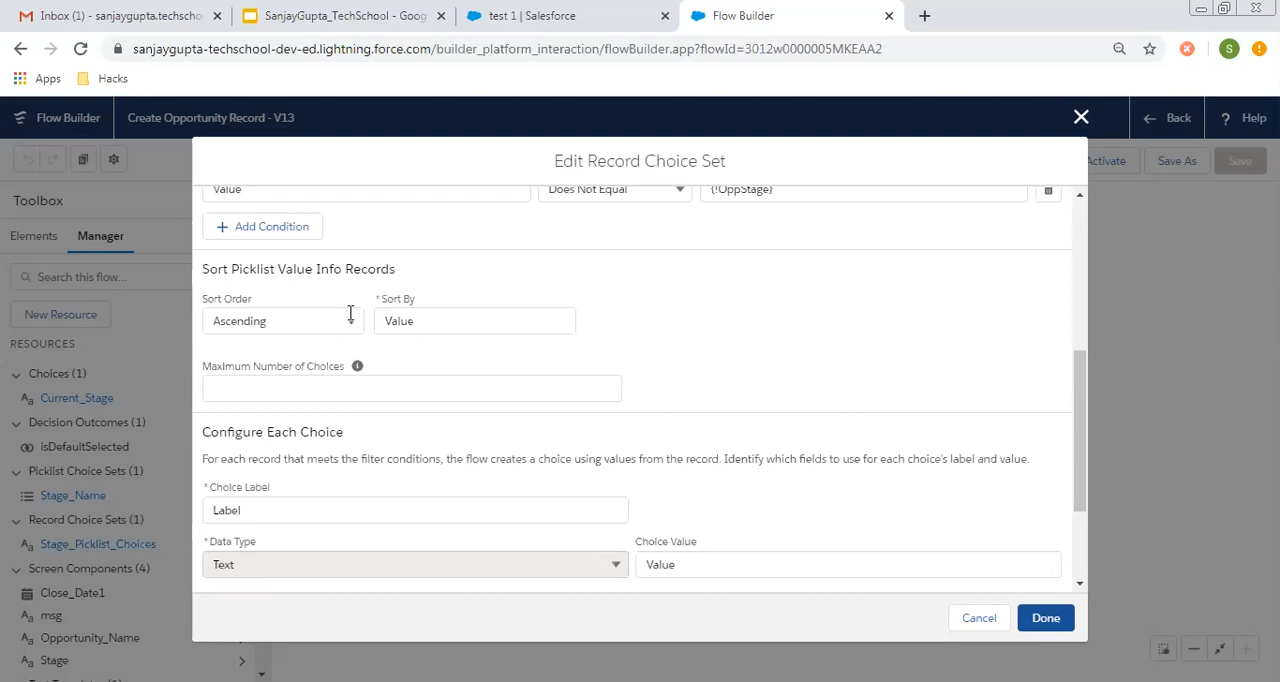 Inbox (1) - sanjaygupta.techschoo
SanjayGupta_TechSchool - Goog
test 1 | Salesforce
Flow Builder
sanjaygupta-techschool-dev-ed.lightning.force.com/builder_platform_interaction/flowBuilder.app?flowId=3012w0000005MKEAA2
S
Apps
Hacks
Flow Builder
Create Opportunity Record - V13
Back
? Help
Edit Record Choice Set
Activate
Save As
Save
Toolbox
Value
Does Not Equal
{!OppStage}
Elements
Manager
+ Add Condition
Search this flow...
Sort Picklist Value Info Records
New Resource
Sort Order
* Sort By
Ascending
Value
RESOURCES
Choices (1)
Maximum Number of Choices
Current_Stage
Decision Outcomes (1)
isDefaultSelected
Configure Each Choice
For each record that meets the filter conditions, the flow creates a choice using values from the record. Identify which fields to use for each choice's label and value.
Picklist Choice Sets (1)
Stage_Name
* Choice Label
Label
Record Choice Sets (1)
Stage_Picklist_Choices
* Data Type
Choice Value
Text
Value
Screen Components (4)
Close_Date1
msg
Opportunity_Name
Stage
Cancel
Done